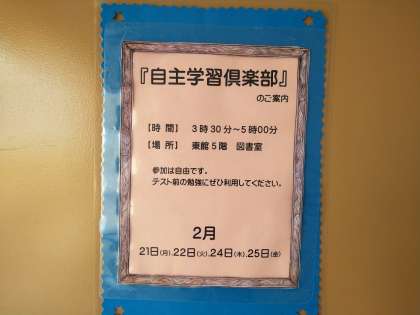 『自主学習倶楽部』
のご案内
【時間】 3時30分～5時00分
【場所】 東館5階 図書室
参加は自由です。
テスト前の勉強にぜひ利用してください。
2月
21日(月).22日(火).24日(木).25日(金)